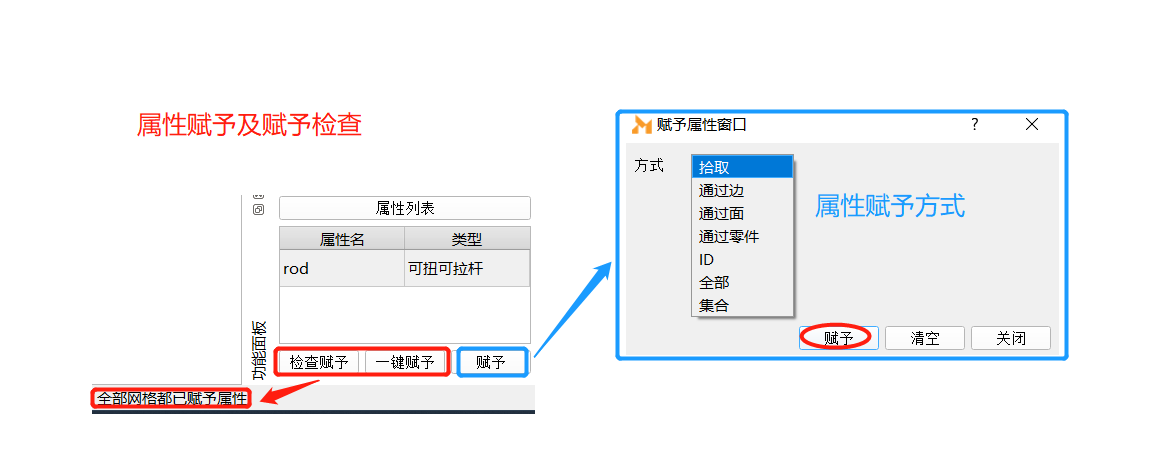 属性赋予及赋予检查
属性列表
属性名 类型
rod 可扭可拉杆
功能面板
检查赋予 一键赋予 赋予
全部网格都已赋予属性
赋予属性窗口 ?
方式
拾取
通过边
通过面
通过零件
ID
全部
集合
属性赋予方式
赋予 清空 关闭